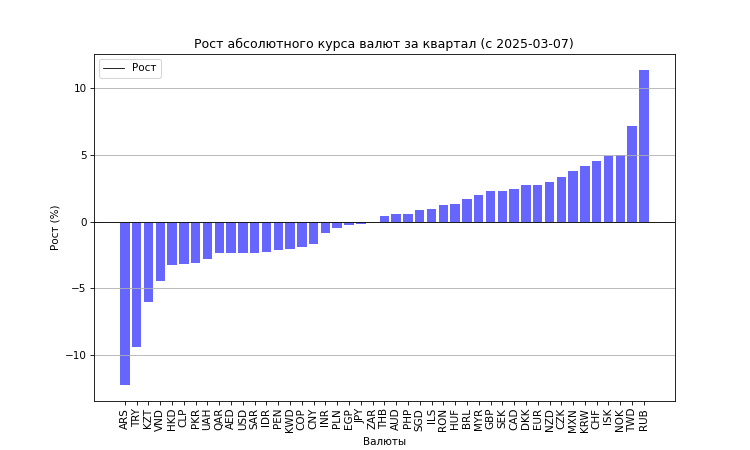 Рост абсолютного курса валют за квартал (с 2025-03-07)
Рост
10
5
0
−5
−10
Рост (%)
ARS TRY KZT VND HKD CLP PKR UAH QAR AED USD SAR IDR PEN KWD COP CNY INR PLN EGP JPY ZAR THB AUD PHP SGD ILS RON HUF BRL MYR GBP SEK CAD DKK EUR NZD CZK MXN KRW CHF ISK NOK TWD RUB
Валюты